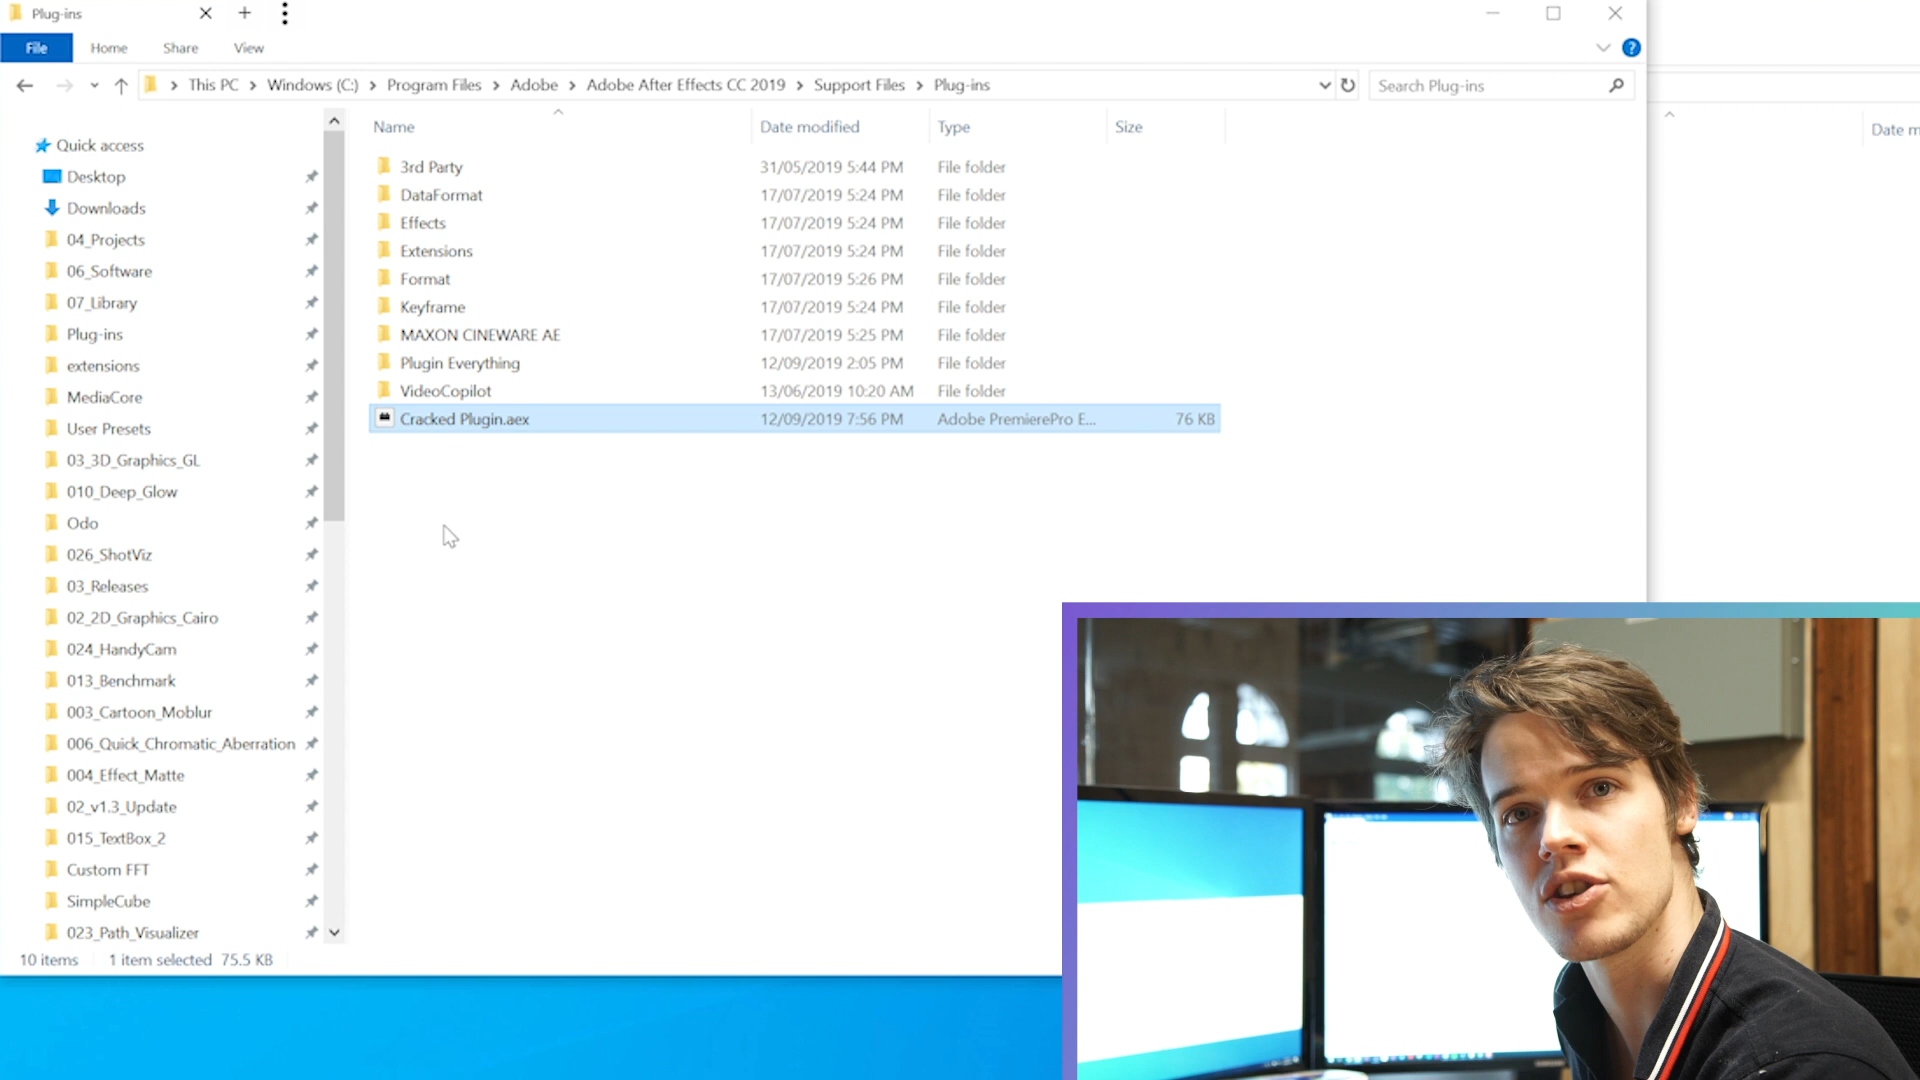 Plug-ins
File Home Share View
This PC > Windows (C:) > Program Files > Adobe > Adobe After Effects CC 2019 > Support Files > Plug-ins
Search Plug-ins
Name Date modified Type Size
Date m
Quick access
Desktop
Downloads
04_Projects
06_Software
07_Library
Plug-ins
extensions
MediaCore
User Presets
03_3D_Graphics_GL
010_Deep_Glow
Odo
026_ShotViz
03_Releases
02_2D_Graphics_Cairo
024_HandyCam
013_Benchmark
003_Cartoon_Moblur
006_Quick_Chromatic_Aberration
004_Effect_Matte
02_v1.3_Update
015_TextBox_2
Custom FFT
SimpleCube
023_Path_Visualizer
3rd Party 31/05/2019 5:44 PM File folder
DataFormat 17/07/2019 5:24 PM File folder
Effects 17/07/2019 5:24 PM File folder
Extensions 17/07/2019 5:24 PM File folder
Format 17/07/2019 5:26 PM File folder
Keyframe 17/07/2019 5:24 PM File folder
MAXON CINEWARE AE 17/07/2019 5:25 PM File folder
Plugin Everything 12/09/2019 2:05 PM File folder
VideoCopilot 13/06/2019 10:20 AM File folder
Cracked Plugin.aex 12/09/2019 7:56 PM Adobe PremierePro E... 76 KB
10 items 1 item selected 75.5 KB